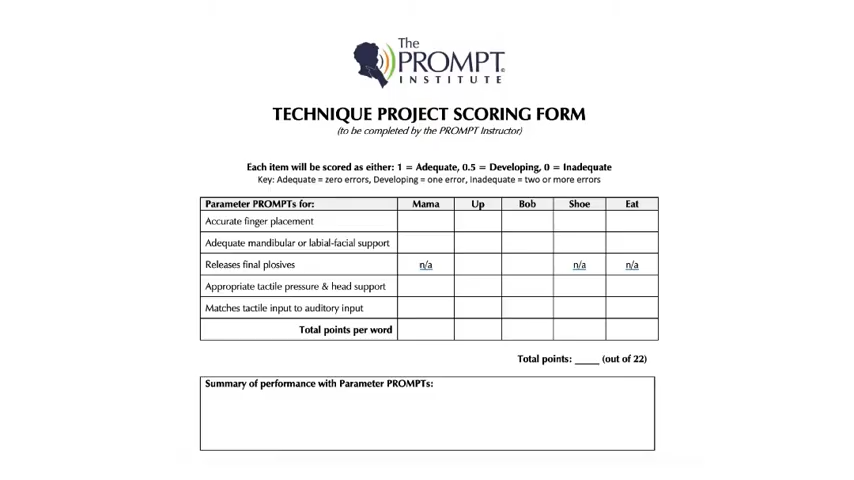 The
PROMPT
INSTITUTE
TECHNIQUE PROJECT SCORING FORM
(to be completed by the PROMPT Instructor)
Each item will be scored as either: 1 = Adequate, 0.5 = Developing, 0 = Inadequate
Key: Adequate = zero errors, Developing = one error, Inadequate = two or more errors
Parameter PROMPTs for: Mama Up Bob Shoe Eat
Accurate finger placement
Adequate mandibular or labial-facial support
Releases final plosives n/a n/a n/a
Appropriate tactile pressure & head support
Matches tactile input to auditory input
Total points per word
Total points: _____ (out of 22)
Summary of performance with Parameter PROMPTs: